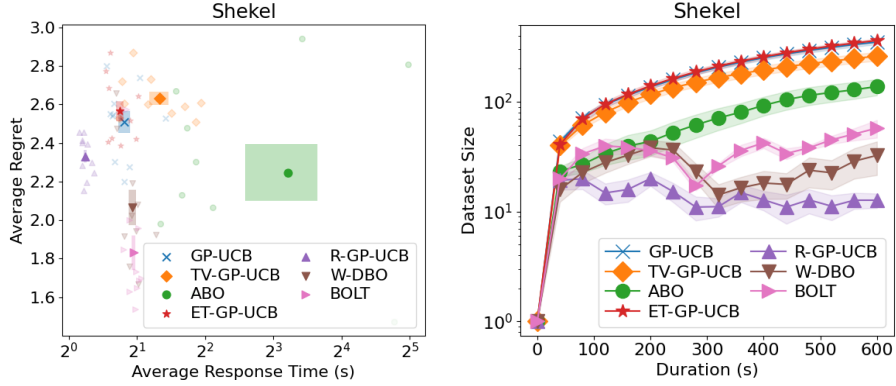 Shekel
3.0
2.8
2.6
2.4
2.2
2.0
1.8
1.6
Average Regret
2^0
2^1
2^2
2^3
2^4
2^5
Average Response Time (s)
GP-UCB
TV-GP-UCB
ABO
ET-GP-UCB
R-GP-UCB
W-DBO
BOLT
Shekel
10^2
10^1
10^0
Dataset Size
0
100
200
300
400
500
600
Duration (s)
GP-UCB
TV-GP-UCB
ABO
ET-GP-UCB
R-GP-UCB
W-DBO
BOLT